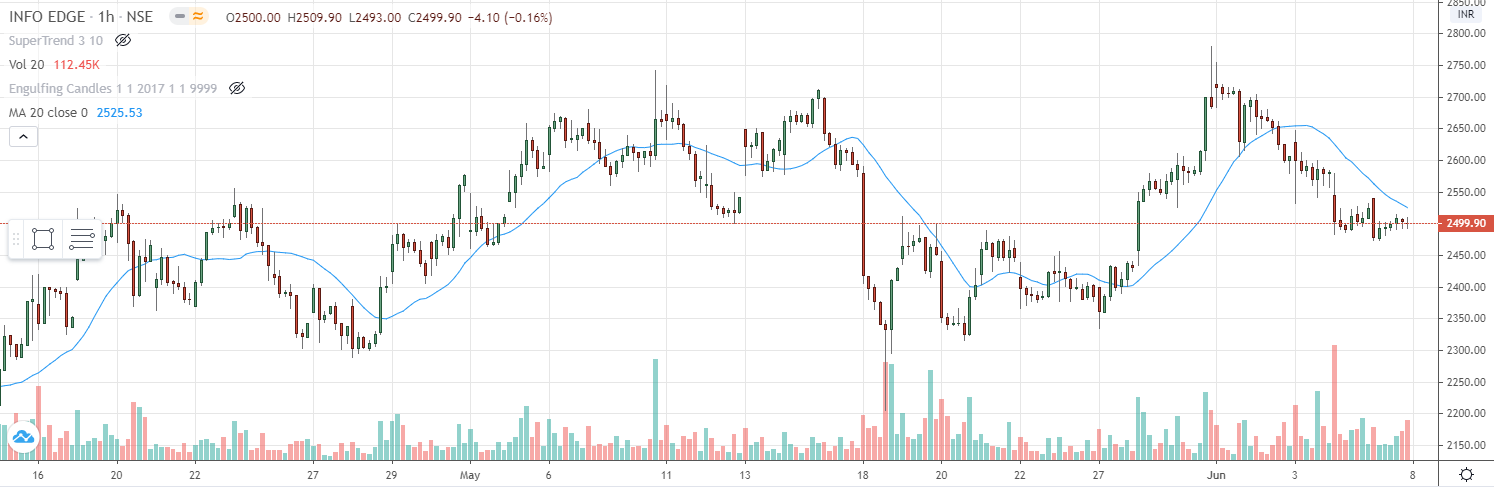 INFO EDGE · 1h · NSE O2500.00 H2509.90 L2493.00 C2499.90 −4.10 (−0.16%)
SuperTrend 3 10
Vol 20 112.45K
Engulfing Candles 1 1 2017 1 1 9999
MA 20 close 0 2525.53
2850.00
INR
2800.00
2750.00
2700.00
2650.00
2600.00
2550.00
2499.90
2450.00
2400.00
2350.00
2300.00
2250.00
2200.00
2150.00
16 20 22 27 29 May 6 10 13 18 20 22 27 Jun 3 8